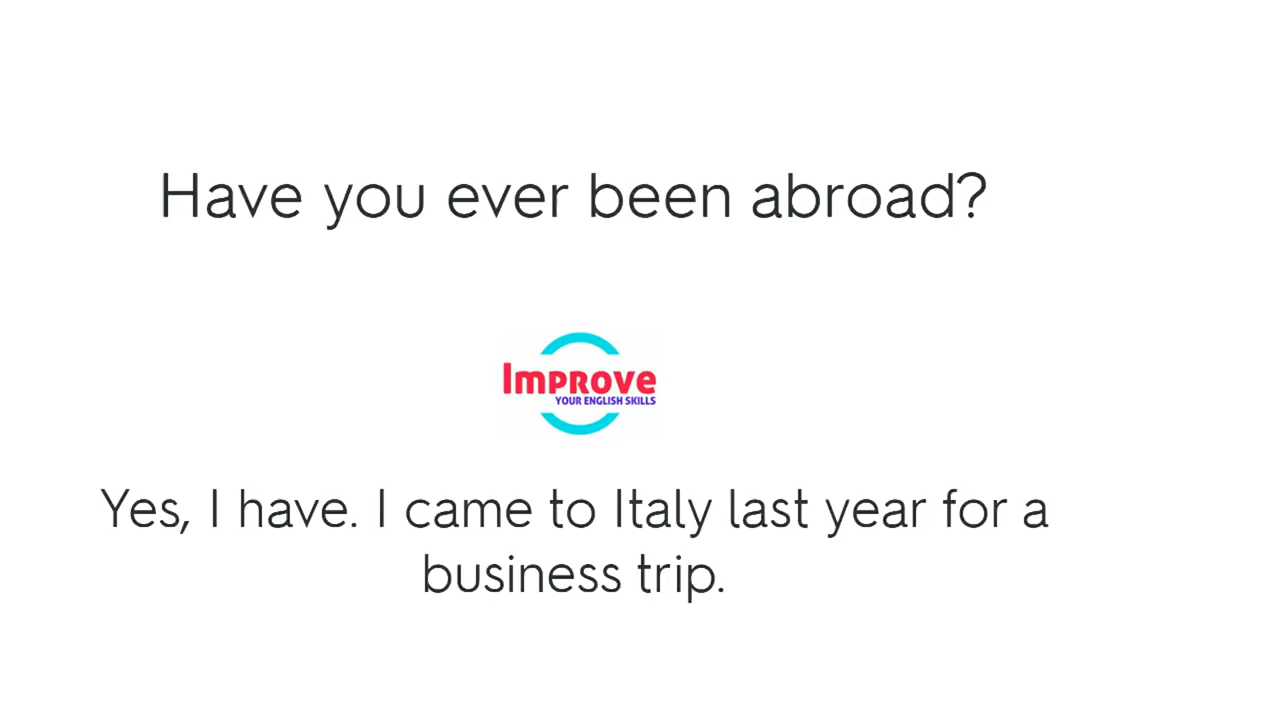 Have you ever been abroad?
Improve
YOUR ENGLISH SKILLS
Yes, I have. I came to Italy last year for a
business trip.